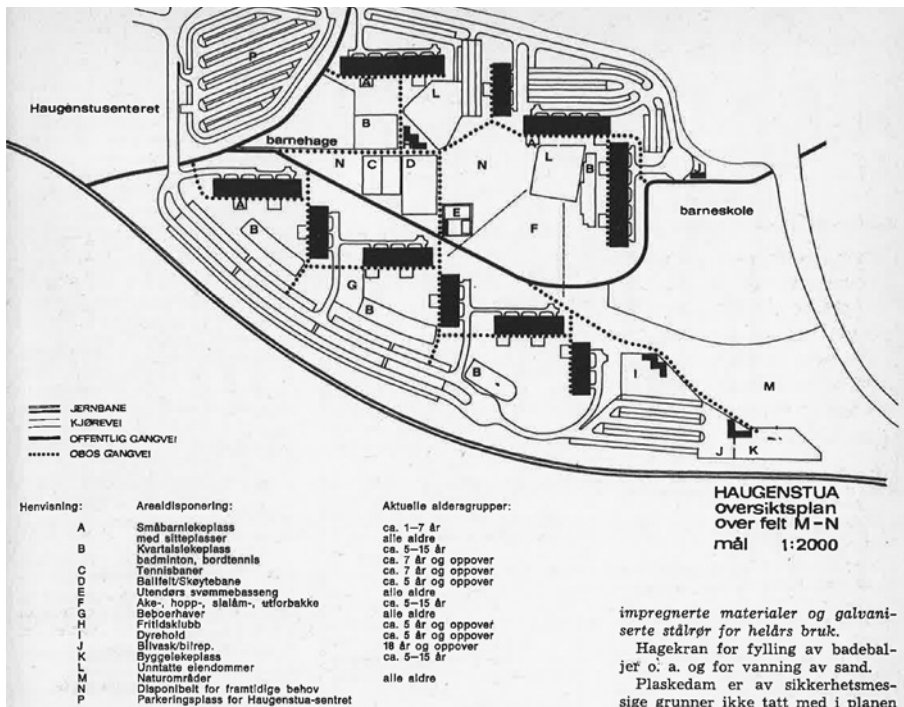 P
Haugenstusenteret
A
L
B
barnehage
H
A
N
C
D
N
L
B
J
barneskole
A
E
F
B
G
B
B
I
M
J
K
JERNBANE
KJØREVEI
OFFENTLIG GANGVEI
OBOS GANGVEI
HAUGENSTUA
oversiktsplan
over felt M-N
mål 1:2000
Henvisning: Arealdisponering: Aktuelle aldersgrupper:
A Småbarnlekeplass ca. 1–7 år
med sitteplasser alle aldre
B Kvartalslekeplass ca. 5–15 år
badminton, bordtennis ca. 7 år og oppover
C Tennisbaner ca. 7 år og oppover
D Ballfelt/Skøytebane ca. 5 år og oppover
E Utendørs svømmebasseng alle aldre
F Ake-, hopp-, slalåm-, utforbakke ca. 5–15 år
G Beboerhaver alle aldre
H Fritidsklubb ca. 5 år og oppover
I Dyrehold ca. 5 år og oppover
J Bilvask/bilrep. 18 år og oppover
K Byggelekeplass ca. 5–15 år
L Unntatte eiendommer
M Naturområder alle aldre
N Disponibelt for framtidige behov
P Parkeringsplass for Haugenstua-sentret
impregnerte materialer og galvani-
serte stålrør for helårs bruk.
Hagekran for fylling av badebal-
jer o. a. og for vanning av sand.
Plaskedam er av sikkerhetsmes-
sige grunner ikke tatt med i planen